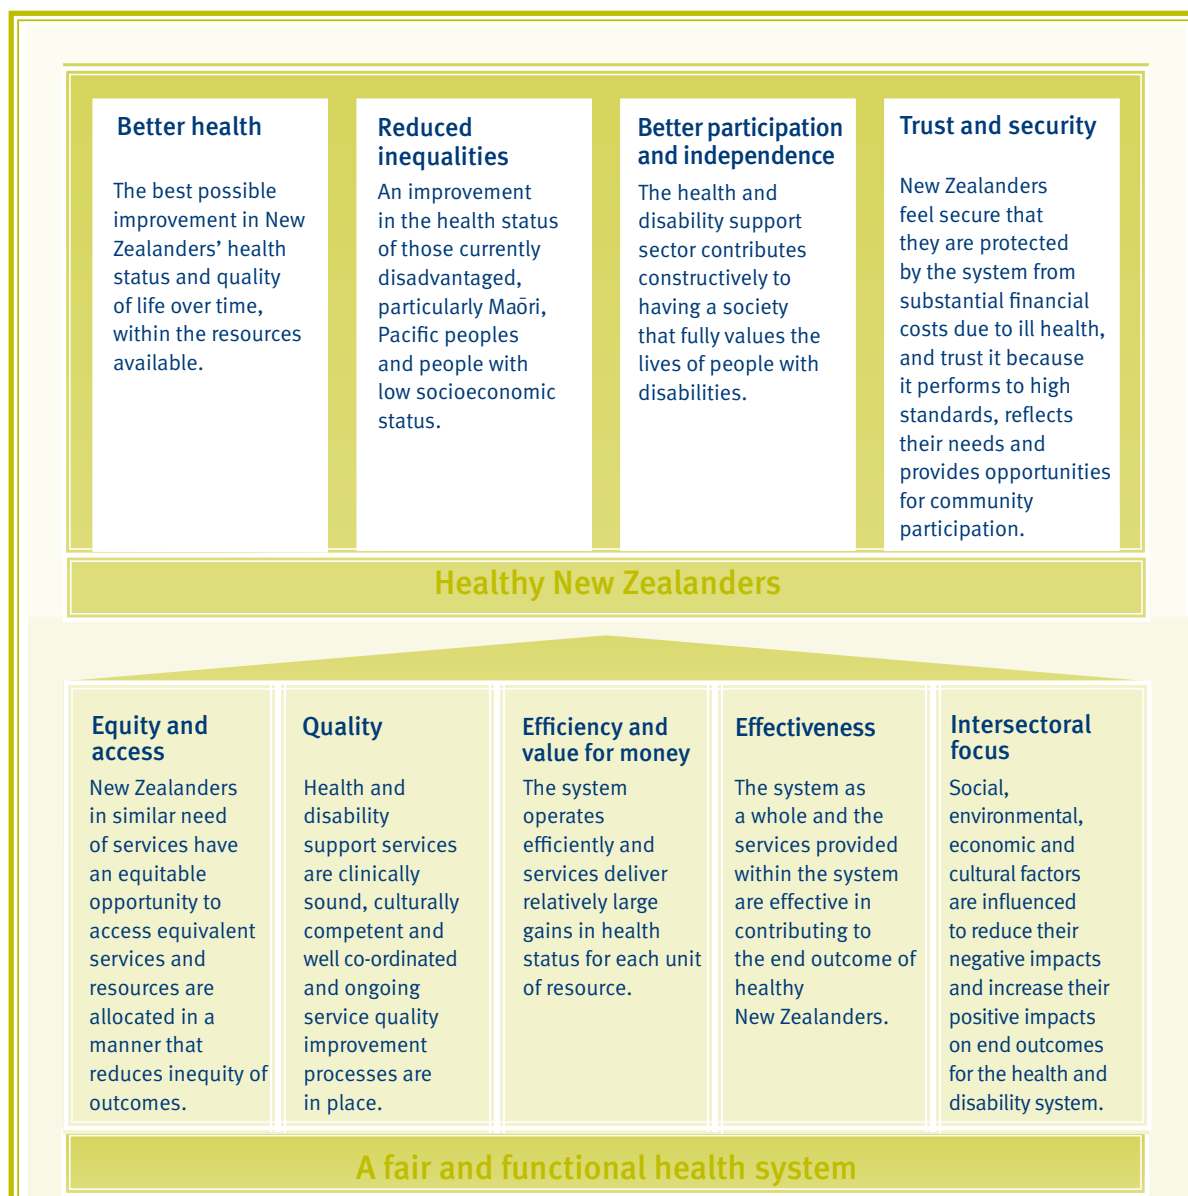 Better health
The best possible
improvement in New
Zealanders’ health
status and quality
of life over time,
within the resources
available.
Reduced
inequalities
An improvement
in the health status
of those currently
disadvantaged,
particularly Maōri,
Pacific peoples
and people with
low socioeconomic
status.
Better participation
and independence
The health and
disability support
sector contributes
constructively to
having a society
that fully values the
lives of people with
disabilities.
Trust and security
New Zealanders
feel secure that
they are protected
by the system from
substantial financial
costs due to ill health,
and trust it because
it performs to high
standards, reflects
their needs and
provides opportunities
for community
participation.
Healthy New Zealanders
Equity and
access
New Zealanders
in similar need
of services have
an equitable
opportunity to
access equivalent
services and
resources are
allocated in a
manner that
reduces inequity of
outcomes.
Quality
Health and
disability
support services
are clinically
sound, culturally
competent and
well co-ordinated
and ongoing
service quality
improvement
processes are
in place.
Efficiency and
value for money
The system
operates
efficiently and
services deliver
relatively large
gains in health
status for each unit
of resource.
Effectiveness
The system as
a whole and the
services provided
within the system
are effective in
contributing to
the end outcome of
healthy
New Zealanders.
Intersectoral
focus
Social,
environmental,
economic and
cultural factors
are influenced
to reduce their
negative impacts
and increase their
positive impacts
on end outcomes
for the health and
disability system.
A fair and functional health system